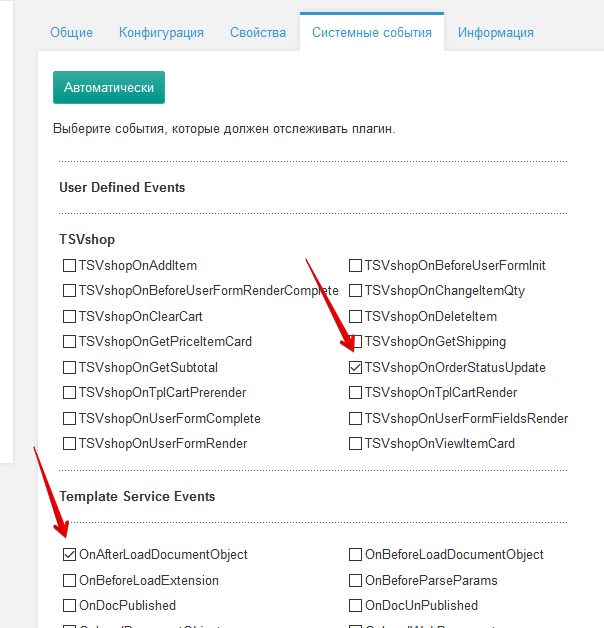 Общие Конфигурация Свойства Системные события Информация
Автоматически
Выберите события, которые должен отслеживать плагин.
User Defined Events
TSVshop
TSVshopOnAddItem TSVshopOnBeforeUserFormInit
TSVshopOnBeforeUserFormRenderComplete TSVshopOnChangeItemQty
TSVshopOnClearCart TSVshopOnDeleteItem
TSVshopOnGetPriceItemCard TSVshopOnGetShipping
TSVshopOnGetSubtotal TSVshopOnOrderStatusUpdate
TSVshopOnTplCartPrerender TSVshopOnTplCartRender
TSVshopOnUserFormComplete TSVshopOnUserFormFieldsRender
TSVshopOnUserFormRender TSVshopOnViewItemCard
Template Service Events
OnAfterLoadDocumentObject OnBeforeLoadDocumentObject
OnBeforeLoadExtension OnBeforeParseParams
OnDocPublished OnDocUnPublished